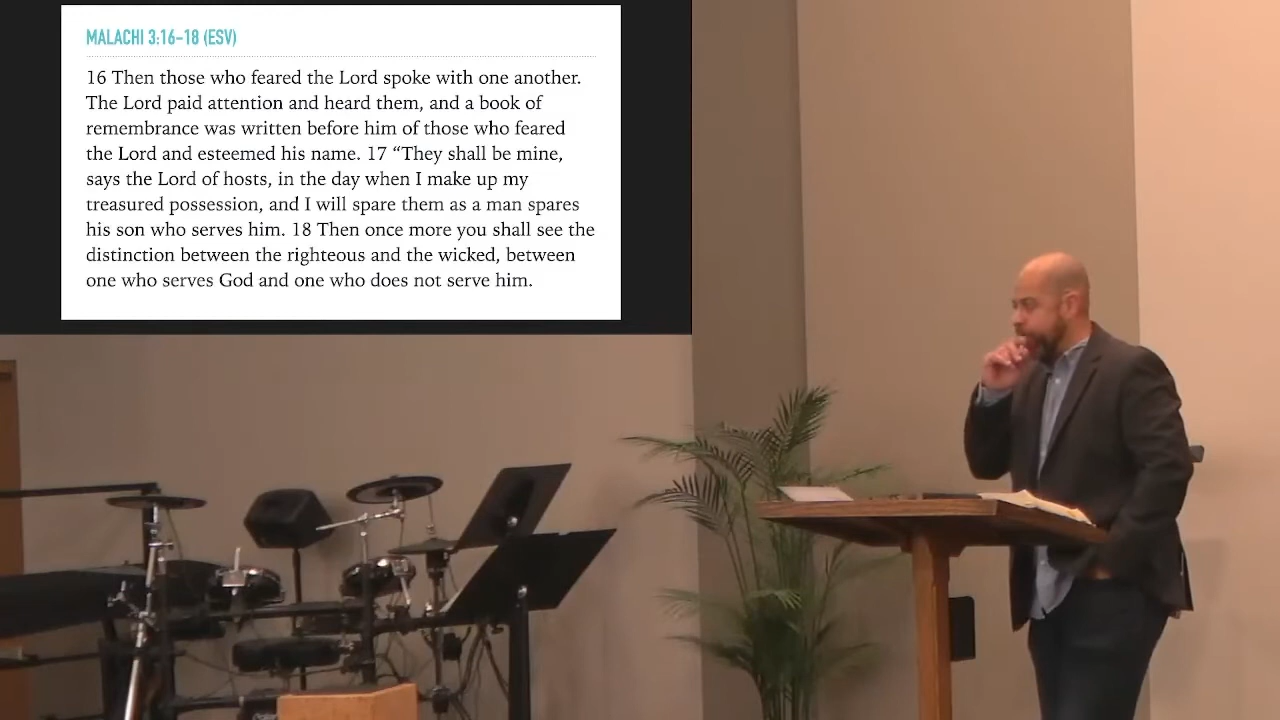 MALACHI 3:16-18 (ESV)
16 Then those who feared the Lord spoke with one another.
The Lord paid attention and heard them, and a book of
remembrance was written before him of those who feared
the Lord and esteemed his name. 17 “They shall be mine,
says the Lord of hosts, in the day when I make up my
treasured possession, and I will spare them as a man spares
his son who serves him. 18 Then once more you shall see the
distinction between the righteous and the wicked, between
one who serves God and one who does not serve him.